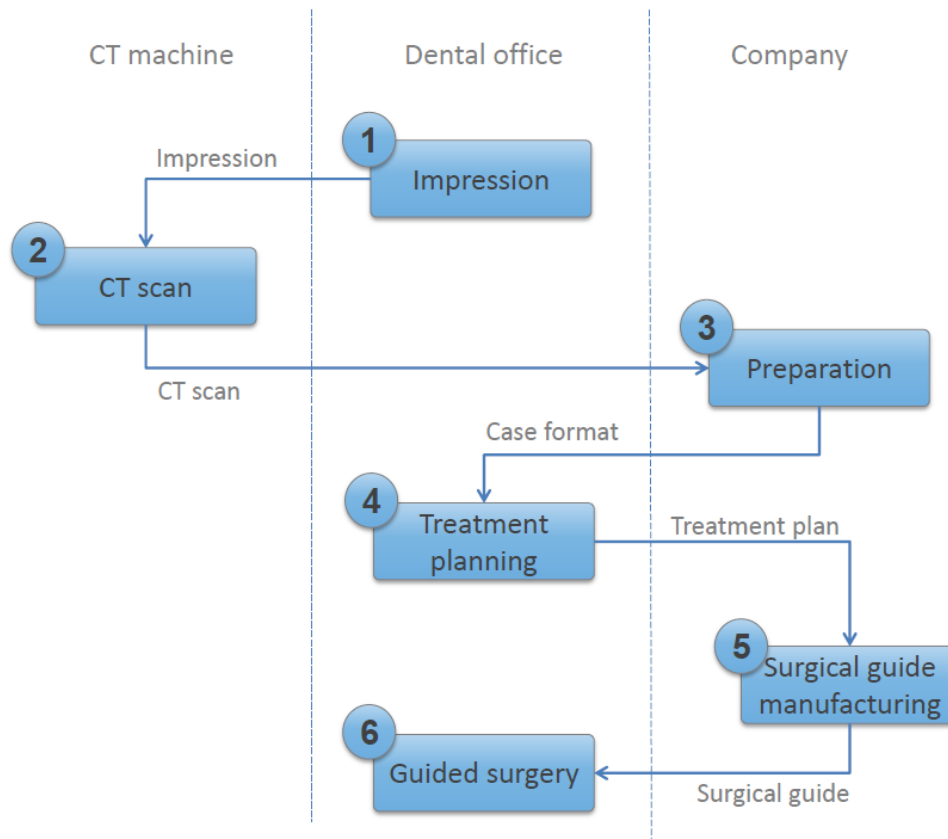 CT machine
Dental office
Company
1
Impression
Impression
2
CT scan
3
CT scan
Preparation
Case format
4
Treatment
planning
Treatment plan
5
Surgical guide
manufacturing
6
Guided surgery
Surgical guide